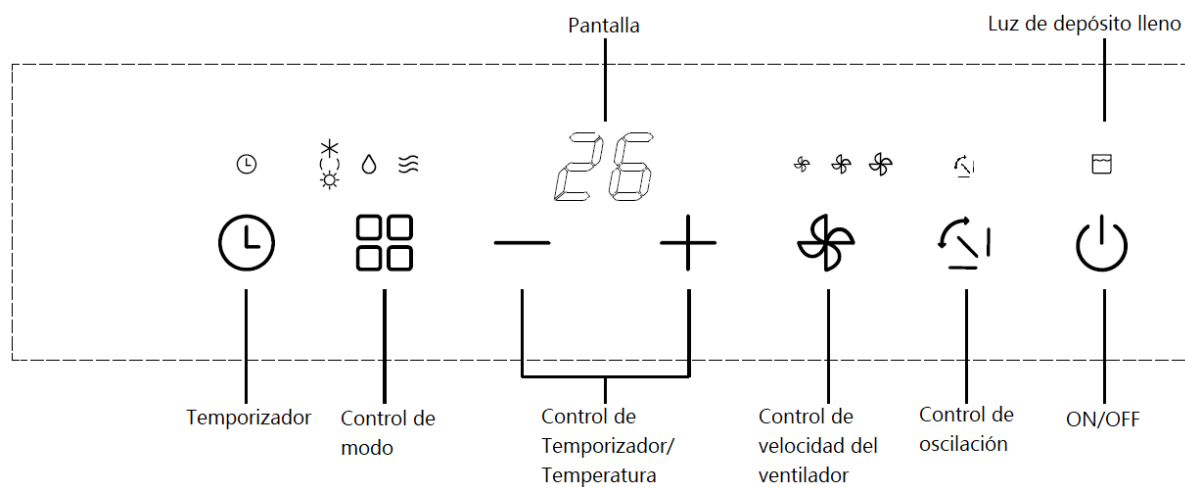 Pantalla
Luz de depósito lleno
26
Temporizador
Control de
modo
Control de
Temporizador/
Temperatura
Control de
velocidad del
ventilador
Control de
oscilación
ON/OFF